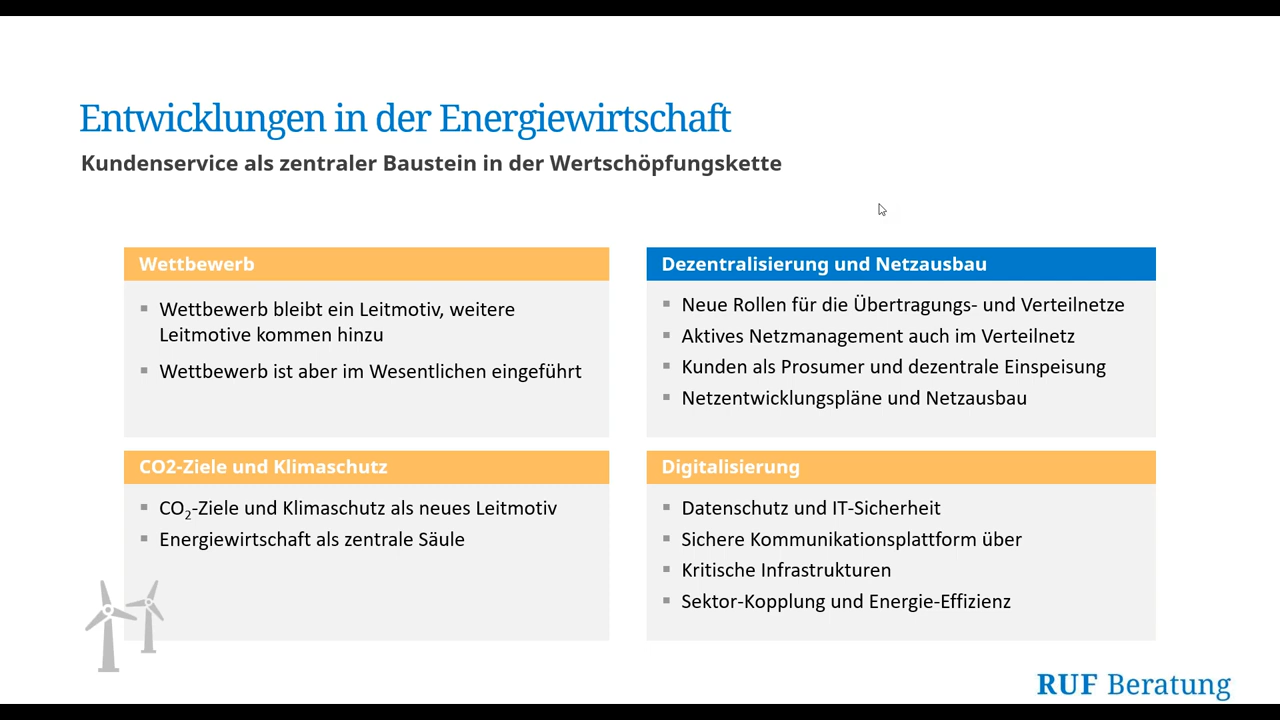 Entwicklungen in der Energiewirtschaft
Kundenservice als zentraler Baustein in der Wertschöpfungskette
Wettbewerb
Wettbewerb bleibt ein Leitmotiv, weitere
Leitmotive kommen hinzu
Wettbewerb ist aber im Wesentlichen eingeführt
Dezentralisierung und Netzausbau
Neue Rollen für die Übertragungs- und Verteilnetze
Aktives Netzmanagement auch im Verteilnetz
Kunden als Prosumer und dezentrale Einspeisung
Netzentwicklungspläne und Netzausbau
CO2-Ziele und Klimaschutz
CO₂-Ziele und Klimaschutz als neues Leitmotiv
Energiewirtschaft als zentrale Säule
Digitalisierung
Datenschutz und IT-Sicherheit
Sichere Kommunikationsplattform über
Kritische Infrastrukturen
Sektor-Kopplung und Energie-Effizienz
RUF Beratung